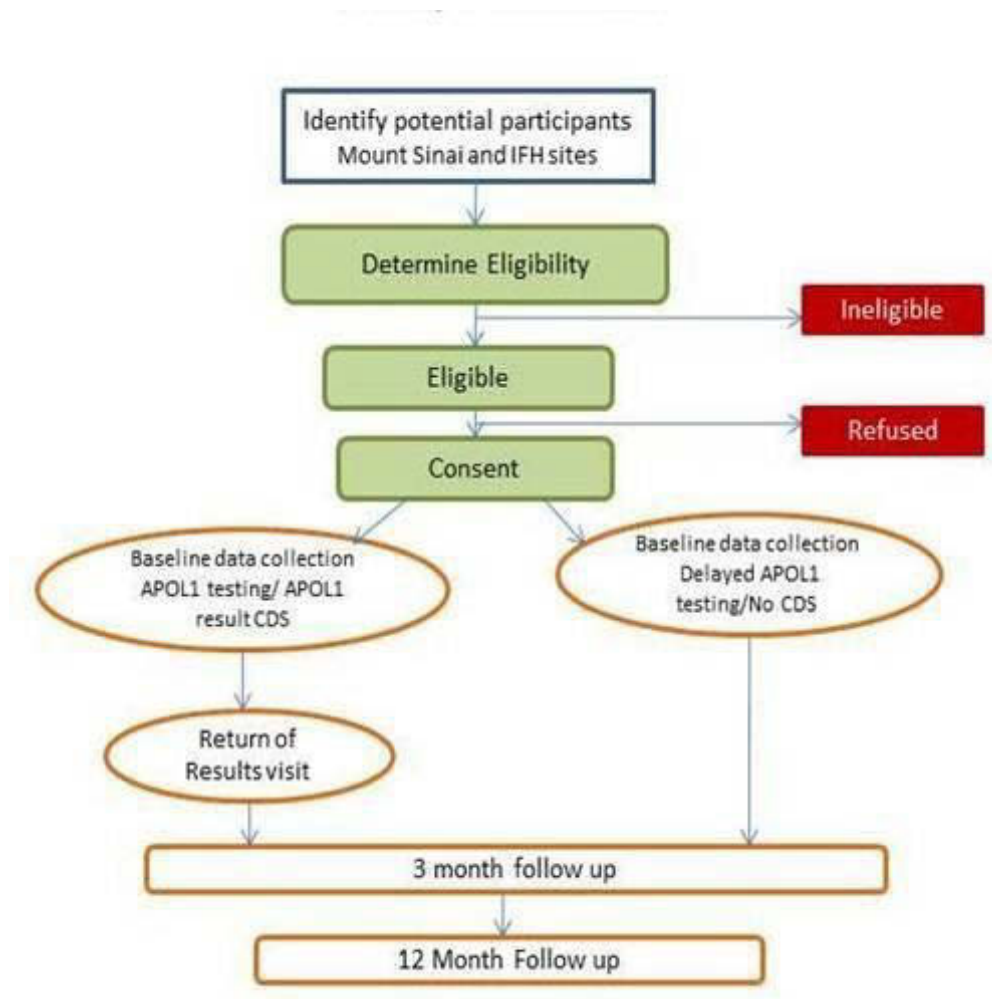 Identify potential participants
Mount Sinai and IFH sites
Determine Eligibility
Ineligible
Eligible
Refused
Consent
Baseline data collection
APOL1 testing/ APOL1
result CDS
Baseline data collection
Delayed APOL1
testing/No CDS
Return of
Results visit
3 month follow up
12 Month Follow up